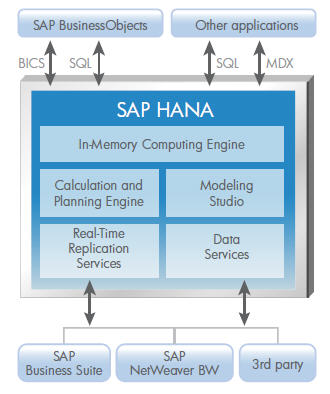 SAP BusinessObjects
Other applications
BICS
SQL
SQL
MDX
SAP HANA
In-Memory Computing Engine
Calculation and
Planning Engine
Modeling
Studio
Real-Time
Replication
Services
Data
Services
SAP
Business Suite
SAP
NetWeaver BW
3rd party